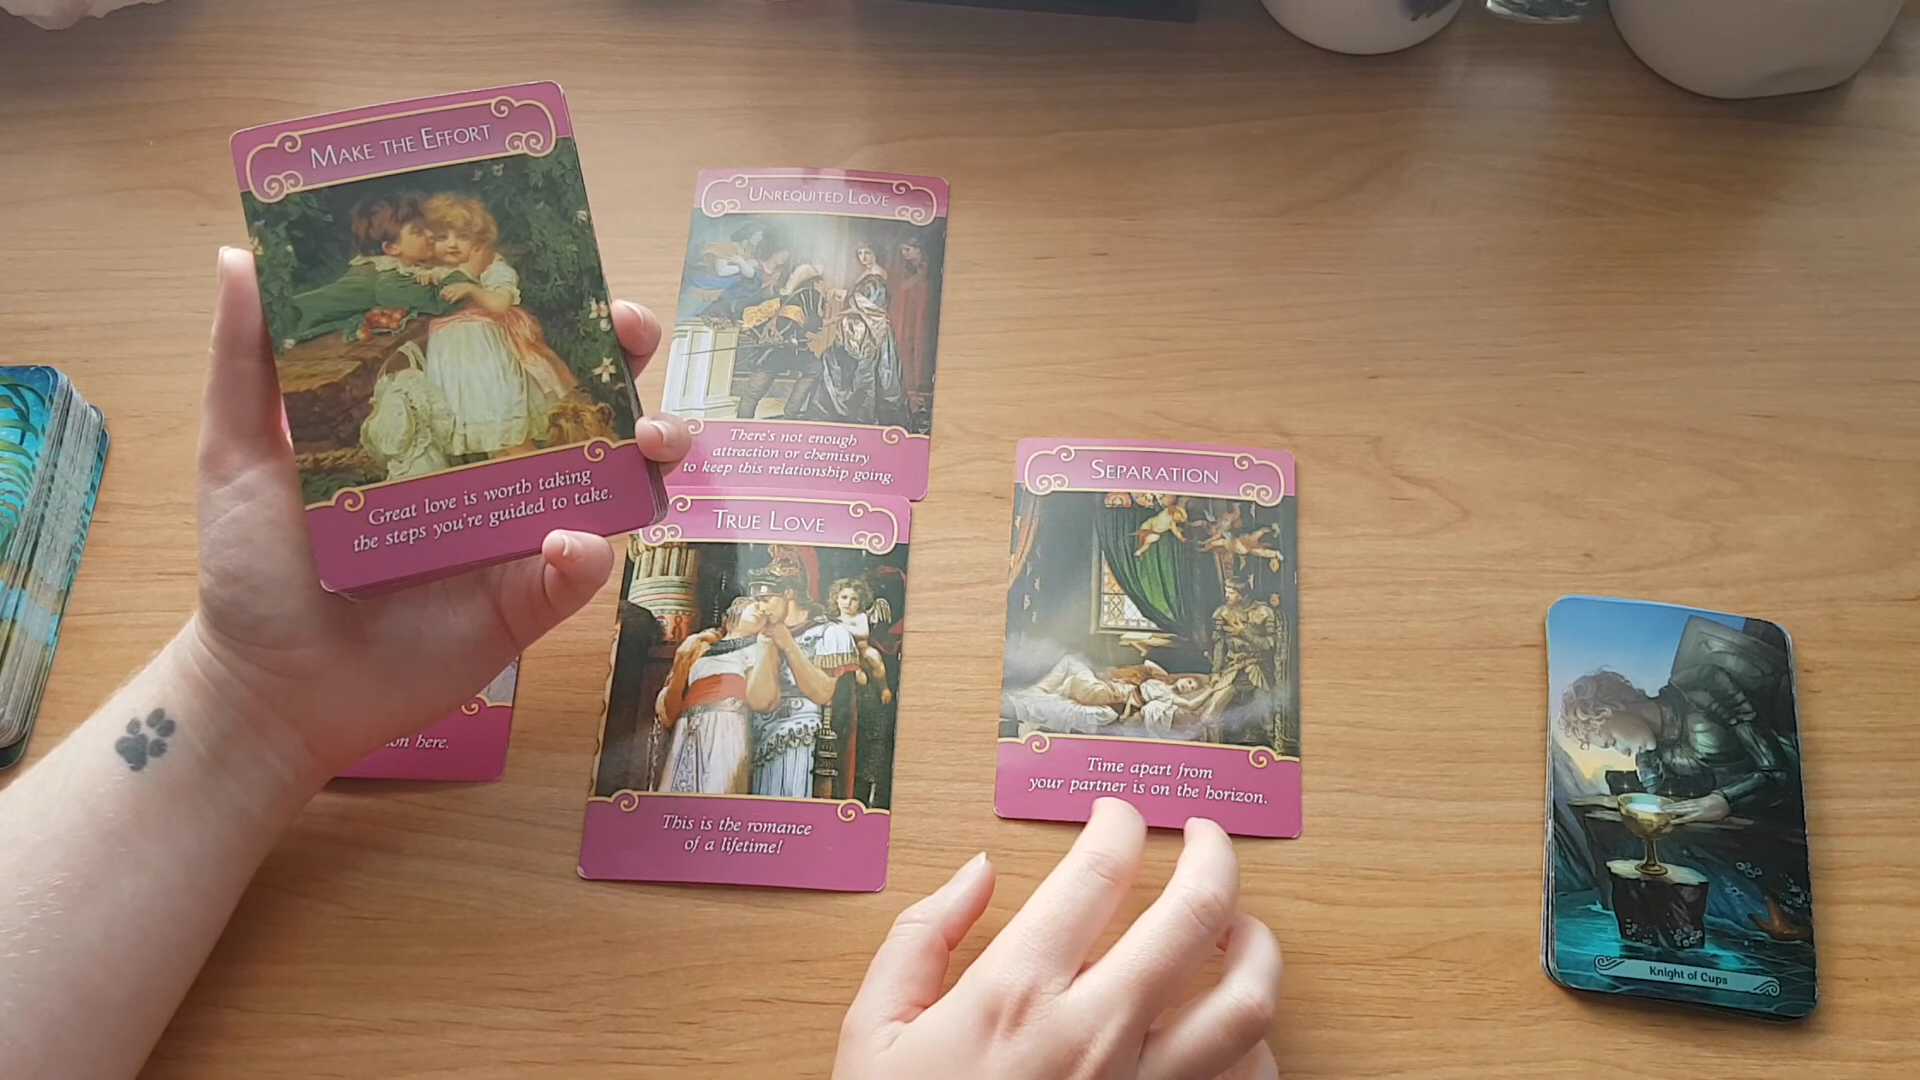 MAKE THE EFFORT
Great love is worth taking
the steps you're guided to take.
UNREQUITED LOVE
There's not enough
attraction or chemistry
to keep this relationship going.
TRUE LOVE
This is the romance
of a lifetime!
here.
SEPARATION
Time apart from
your partner is on the horizon.
Knight of Cups